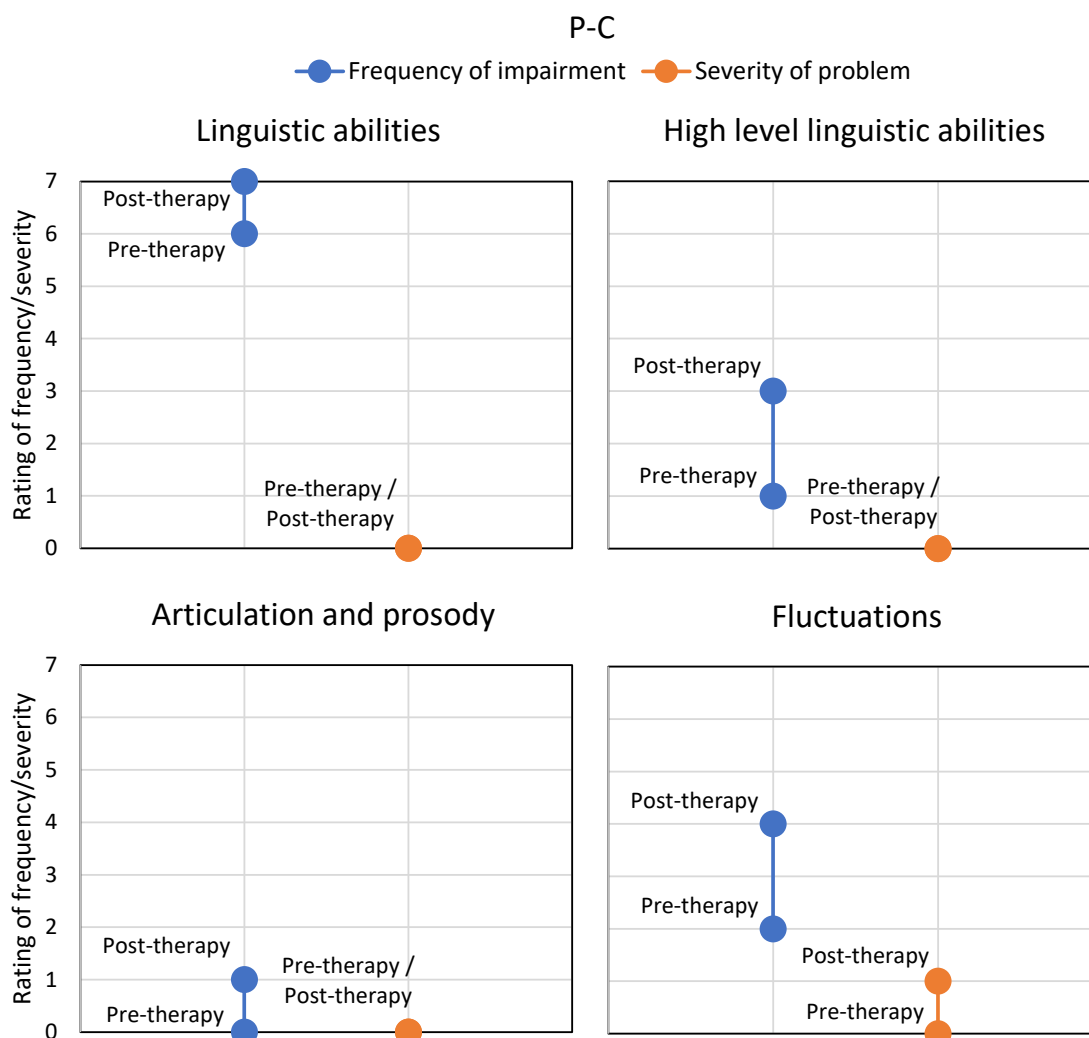 P-C
Frequency of impairment Severity of problem
Linguistic abilities
Rating of frequency/severity
7
6
5
4
3
2
1
0
Post-therapy
Pre-therapy
Pre-therapy /
Post-therapy
High level linguistic abilities
Post-therapy
Pre-therapy
Pre-therapy /
Post-therapy
Articulation and prosody
Rating of frequency/severity
7
6
5
4
3
2
1
0
Post-therapy
Pre-therapy
Pre-therapy /
Post-therapy
Fluctuations
Post-therapy
Pre-therapy
Post-therapy
Pre-therapy